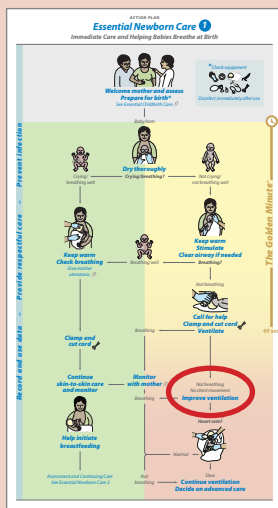 ACTION PLAN
Essential Newborn Care 1
Immediate Care and Helping Babies Breathe at Birth
*Check equipment
Disinfect immediately after use
Welcome mother and assess
Prepare for birth*
See Essential Childbirth Care
Baby born
Dry thoroughly
Crying/breathing?
Crying/
breathing well
Not crying/
not breathing well
Keep warm
Check breathing
Give mother
uterotonic
Breathing well
Keep warm
Stimulate
Clear airway if needed
Breathing?
Not breathing
Call for help
Clamp and cut cord
Ventilate
Breathing
Clamp and
cut cord
60 sec
Continue
skin-to-skin care
and monitor
Monitor
with mother
Not breathing
No chest movement
Breathing
Improve ventilation
Heart rate?
Help initiate
breastfeeding
Normal
Slow
Assessment and Continuing Care
See Essential Newborn Care 2
Not
breathing
Continue ventilation
Decide on advanced care
Prevent infection
Provide respectful care
Record and use data
The Golden Minute®